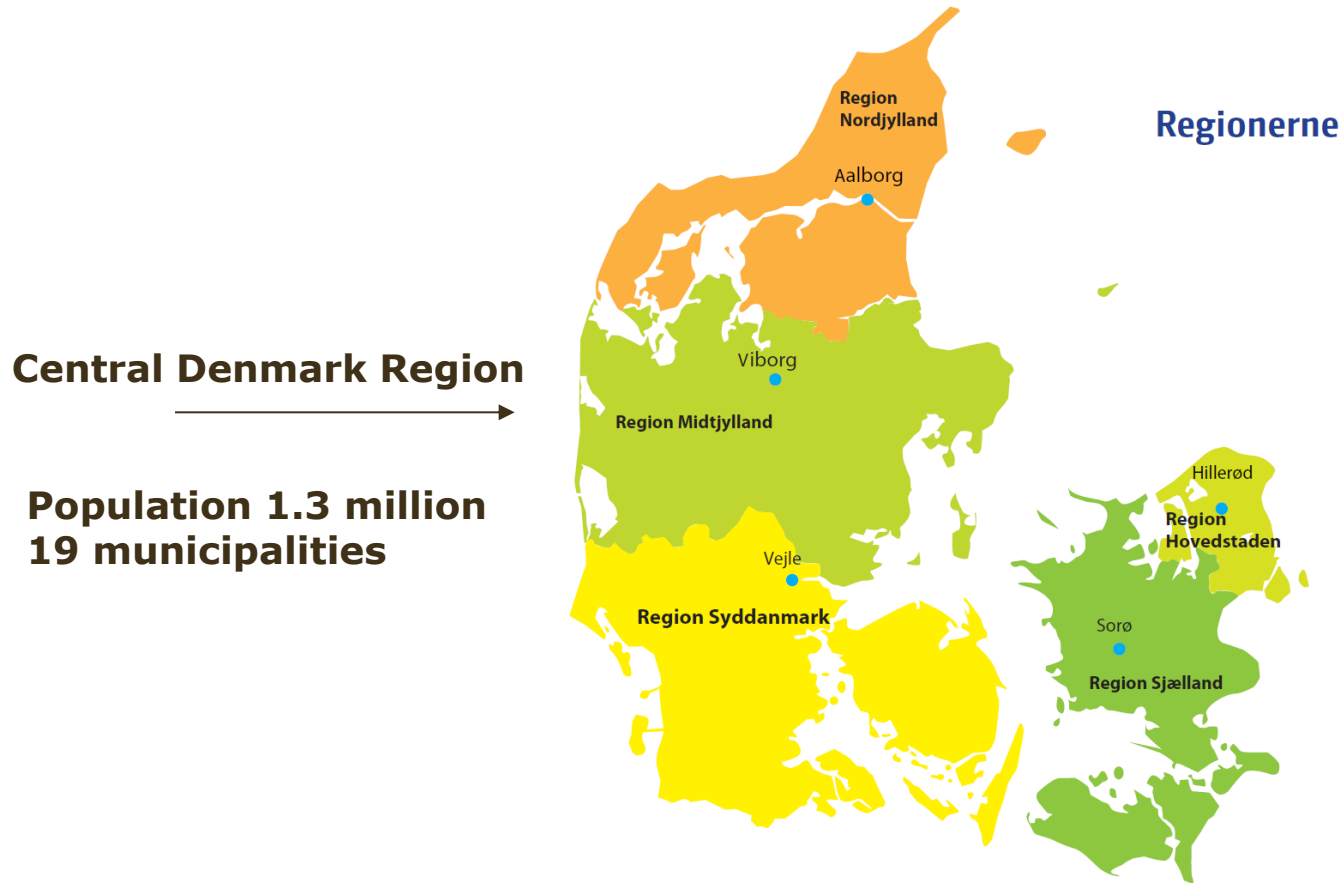 Regionerne
Region
Nordjylland
Aalborg
Central Denmark Region
Population 1.3 million
19 municipalities
Viborg
Region Midtjylland
Hillerød
Region
Hovedstaden
Vejle
Region Syddanmark
Sorø
Region Sjælland